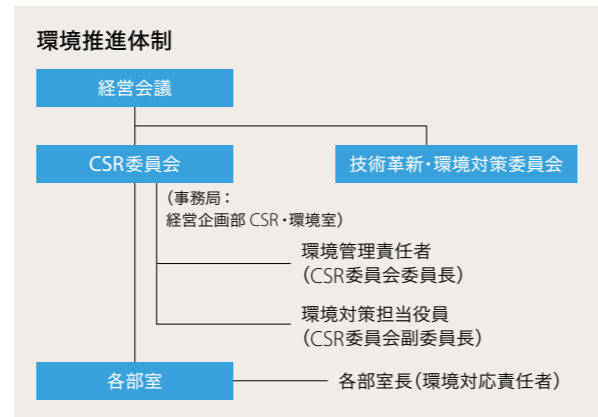 環境推進体制
経営会議
CSR委員会
技術革新・環境対策委員会
(事務局:
経営企画部 CSR・環境室)
環境管理責任者
(CSR委員会委員長)
環境対策担当役員
(CSR委員会副委員長)
各部室
各部室長(環境対応責任者)